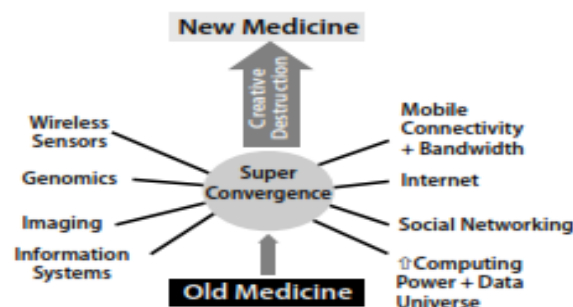 New Medicine
Creative
Destruction
Wireless
Sensors
Genomics
Imaging
Information
Systems
Super
Convergence
Mobile
Connectivity
+ Bandwidth
Internet
Social Networking
⇧Computing
Power + Data
Universe
Old Medicine